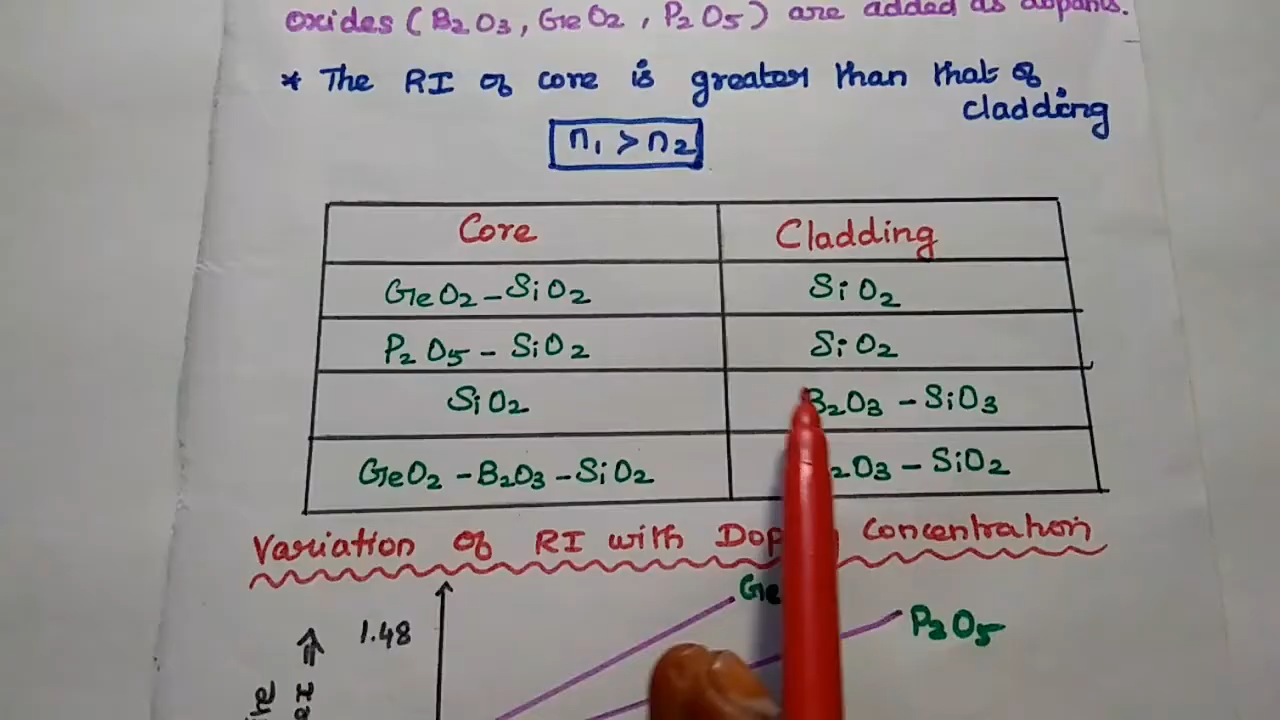 oxides (B2O3, GeO2, P2O5) are added as dopants.
* The RI of core is greater than that of
cladding
n1 > n2
Core Cladding
GeO2 - SiO2 SiO2
P2O5 - SiO2 SiO2
SiO2 B2O3 - SiO3
GeO2 - B2O3 - SiO2 2O3 - SiO2
Variation of RI with Concentration
Ge
1.48
P2O5